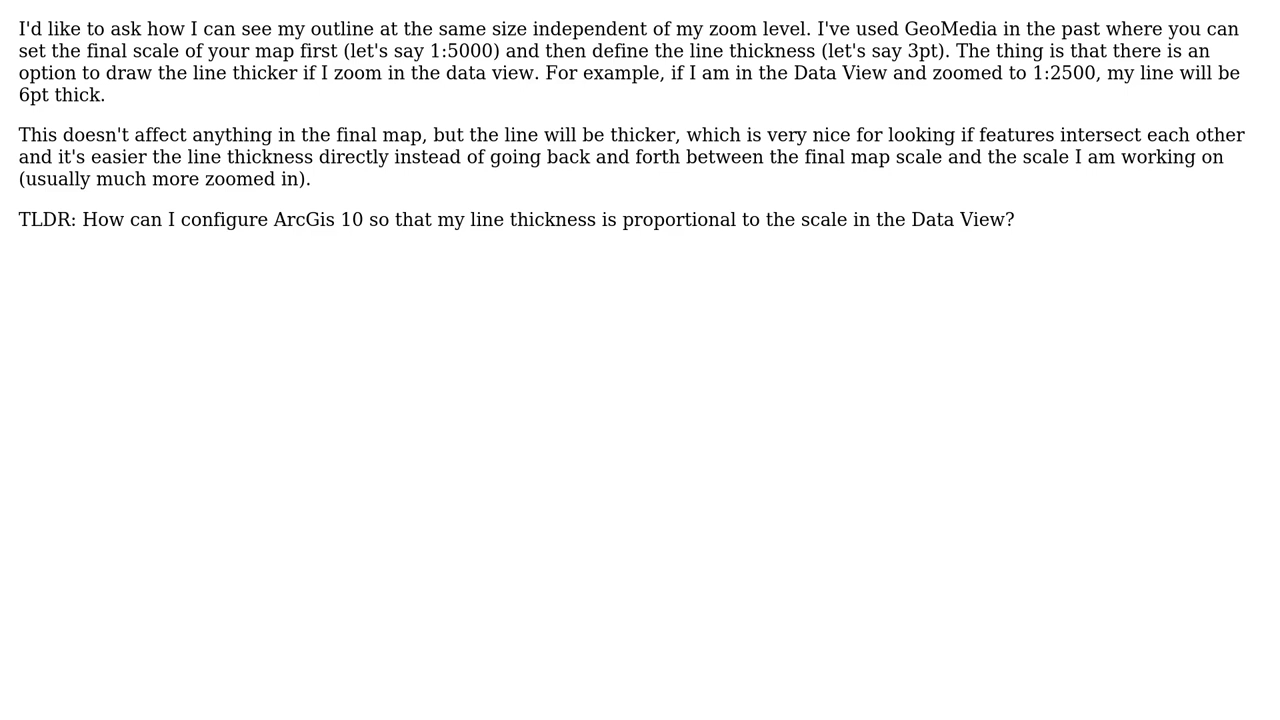 I'd like to ask how I can see my outline at the same size independent of my zoom level. I've used GeoMedia in the past where you can
set the final scale of your map first (let's say 1:5000) and then define the line thickness (let's say 3pt). The thing is that there is an
option to draw the line thicker if I zoom in the data view. For example, if I am in the Data View and zoomed to 1:2500, my line will be
6pt thick.
This doesn't affect anything in the final map, but the line will be thicker, which is very nice for looking if features intersect each other
and it's easier the line thickness directly instead of going back and forth between the final map scale and the scale I am working on
(usually much more zoomed in).
TLDR: How can I configure ArcGis 10 so that my line thickness is proportional to the scale in the Data View?